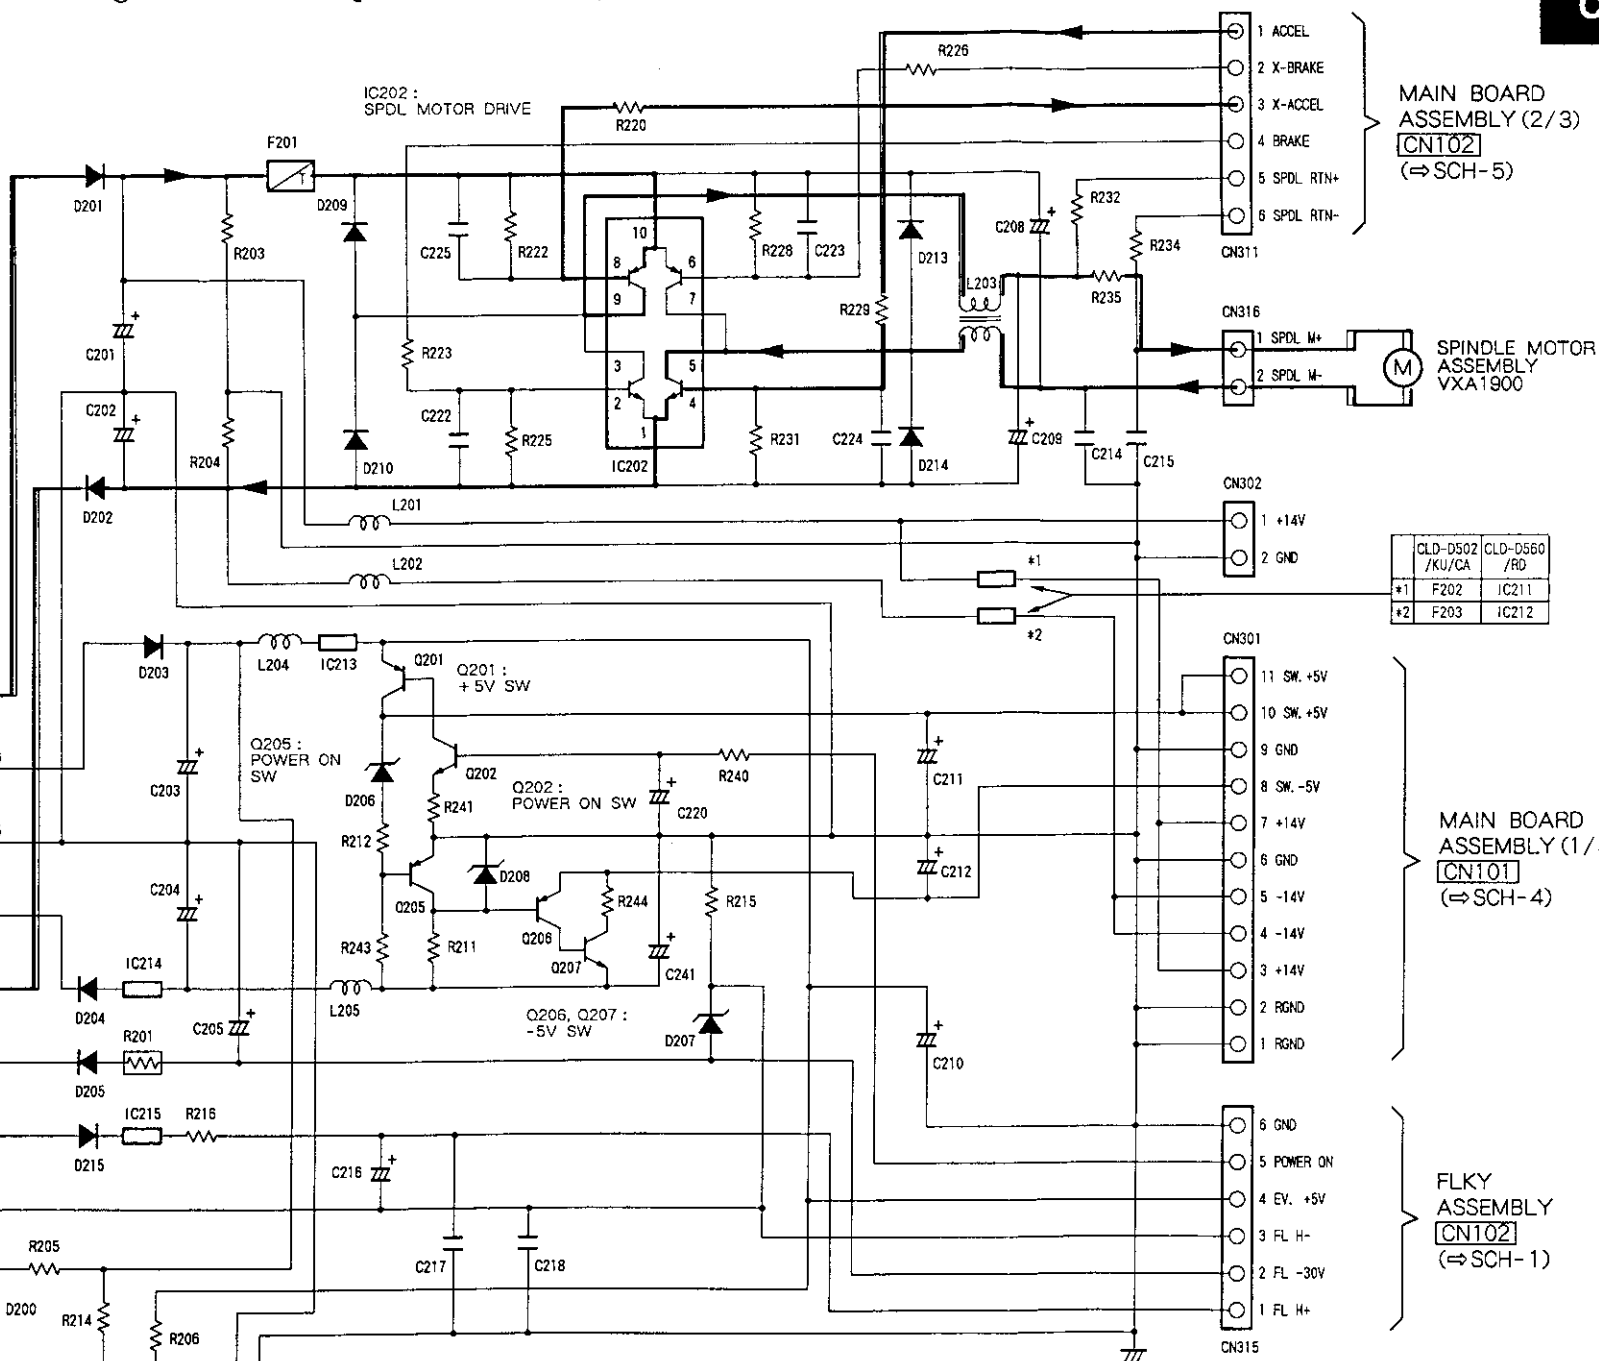 1 ACCEL
R226
2 X-BRAKE
IC202 :
SPDL MOTOR DRIVE
3 X-ACCEL
R220
MAIN BOARD
ASSEMBLY (2/3)
CN102
(⇨SCH-5)
F201
T
4 BRAKE
5 SPDL RTN+
R232
6 SPDL RTN-
CN311
D201
D209
R203
C225
R222
10
8
6
9
7
R228
C223
D213
C208
+
R234
L203
R235
R229
CN316
1 SPDL M+
2 SPDL M-
M
SPINDLE MOTOR
ASSEMBLY
VXA1900
+
C201
R223
3
5
2
4
1
C202
+
R204
D210
C222
R225
IC202
R231
C224
D214
C209
+
C214
C215
D202
CN302
L201
1 +14V
2 GND
L202
*1
*2
CLD-D502
/KU/CA
CLD-D560
/RD
*1
F202
IC211
*2
F203
IC212
CN301
D203
L204
IC213
Q201
Q201 :
+5V SW
11 SW. +5V
10 SW. +5V
Q205 :
POWER ON
SW
9 GND
+
C203
D206
Q202
R240
+
C211
8 SW. -5V
Q202 :
POWER ON SW
R241
+
C220
7 +14V
R212
MAIN BOARD
ASSEMBLY (1/
CN101
(⇨SCH-4)
6 GND
+
C212
D208
C204
+
Q205
R244
R215
5 -14V
Q206
4 -14V
R243
R211
Q207
+
C241
IC214
3 +14V
D204
L205
C205
+
Q206, Q207 :
-5V SW
2 RGND
R201
D207
+
C210
1 RGND
D205
IC215
R216
6 GND
D215
C216
+
5 POWER ON
FLKY
ASSEMBLY
CN102
(⇨SCH-1)
4 EV. +5V
3 FL H-
R205
C217
C218
2 FL -30V
D200
R214
R206
1 FL H+
CN315